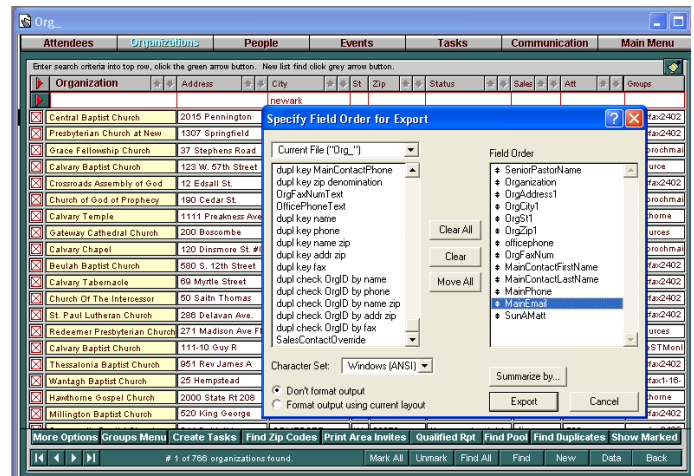 Org_
Attendees Organizations People Events Tasks Communication Main Menu
Enter search criteria into top row, click the green arrow button. New list find click grey arrow button.
Organization Address City St Zip Status Sales Att Groups
newark
Central Baptist Church 2015 Pennington
Presbyterian Church at New 1307 Springfield
Grace Fellowship Church 37 Stephens Road
Calvary Baptist Church 123 W. 57th Street
Crossroads Assembly of God 12 Edsall St.
Church of God of Prophecy 190 Cedar St.
Calvary Temple 1111 Preakness Ave
Gateway Cathedral Church 200 Boscombe
Calvary Chapel 120 Dinsmore St. #
Beulah Baptist Church 580 S. 12th Street
Calvary Tabernacle 69 Myrtle Street
Church Of The Intercessor 50 Saitn Thomas
St. Paul Lutheran Church 286 Delavan Ave.
Redeemer Presbyterian Church 271 Madison Ave Fl
Calvary Baptist Church 111-10 Guy R
Thessalonia Baptist Church 951 Rev James A
Wantagh Baptist Church 25 Hempstead
Hawthorne Gospel Church 2000 State Rt 208
Millington Baptist Church 520 King George
Specify Field Order for Export
Current File ("Org_")
dupl key MainContactPhone
dupl key zip denomination
OrgFaxNumText
OfficePhoneText
dupl key name
dupl key phone
dupl key name zip
dupl key addr zip
dupl key fax
dupl check OrgID by name
dupl check OrgID by phone
dupl check OrgID by name zip
dupl check OrgID by addr zip
dupl check OrgID by fax
SalesContactOverride
Clear All
Clear
Move All
Field Order
SeniorPastorName
Organization
OrgAddress1
OrgCity1
OrgSt1
OrgZip1
officephone
OrgFaxNum
MainContactFirstName
MainContactLastName
MainPhone
MainEmail
SunAMatt
Character Set: Windows (ANSI)
Don't format output
Format output using current layout
Summarize by...
Export Cancel
More Options Groups Menu Create Tasks Find Zip Codes Print Area Invites Qualified Rpt Find Pool Find Duplicates Show Marked
# 1 of 766 organizations found. Mark All Unmark Find All Find New Data Back